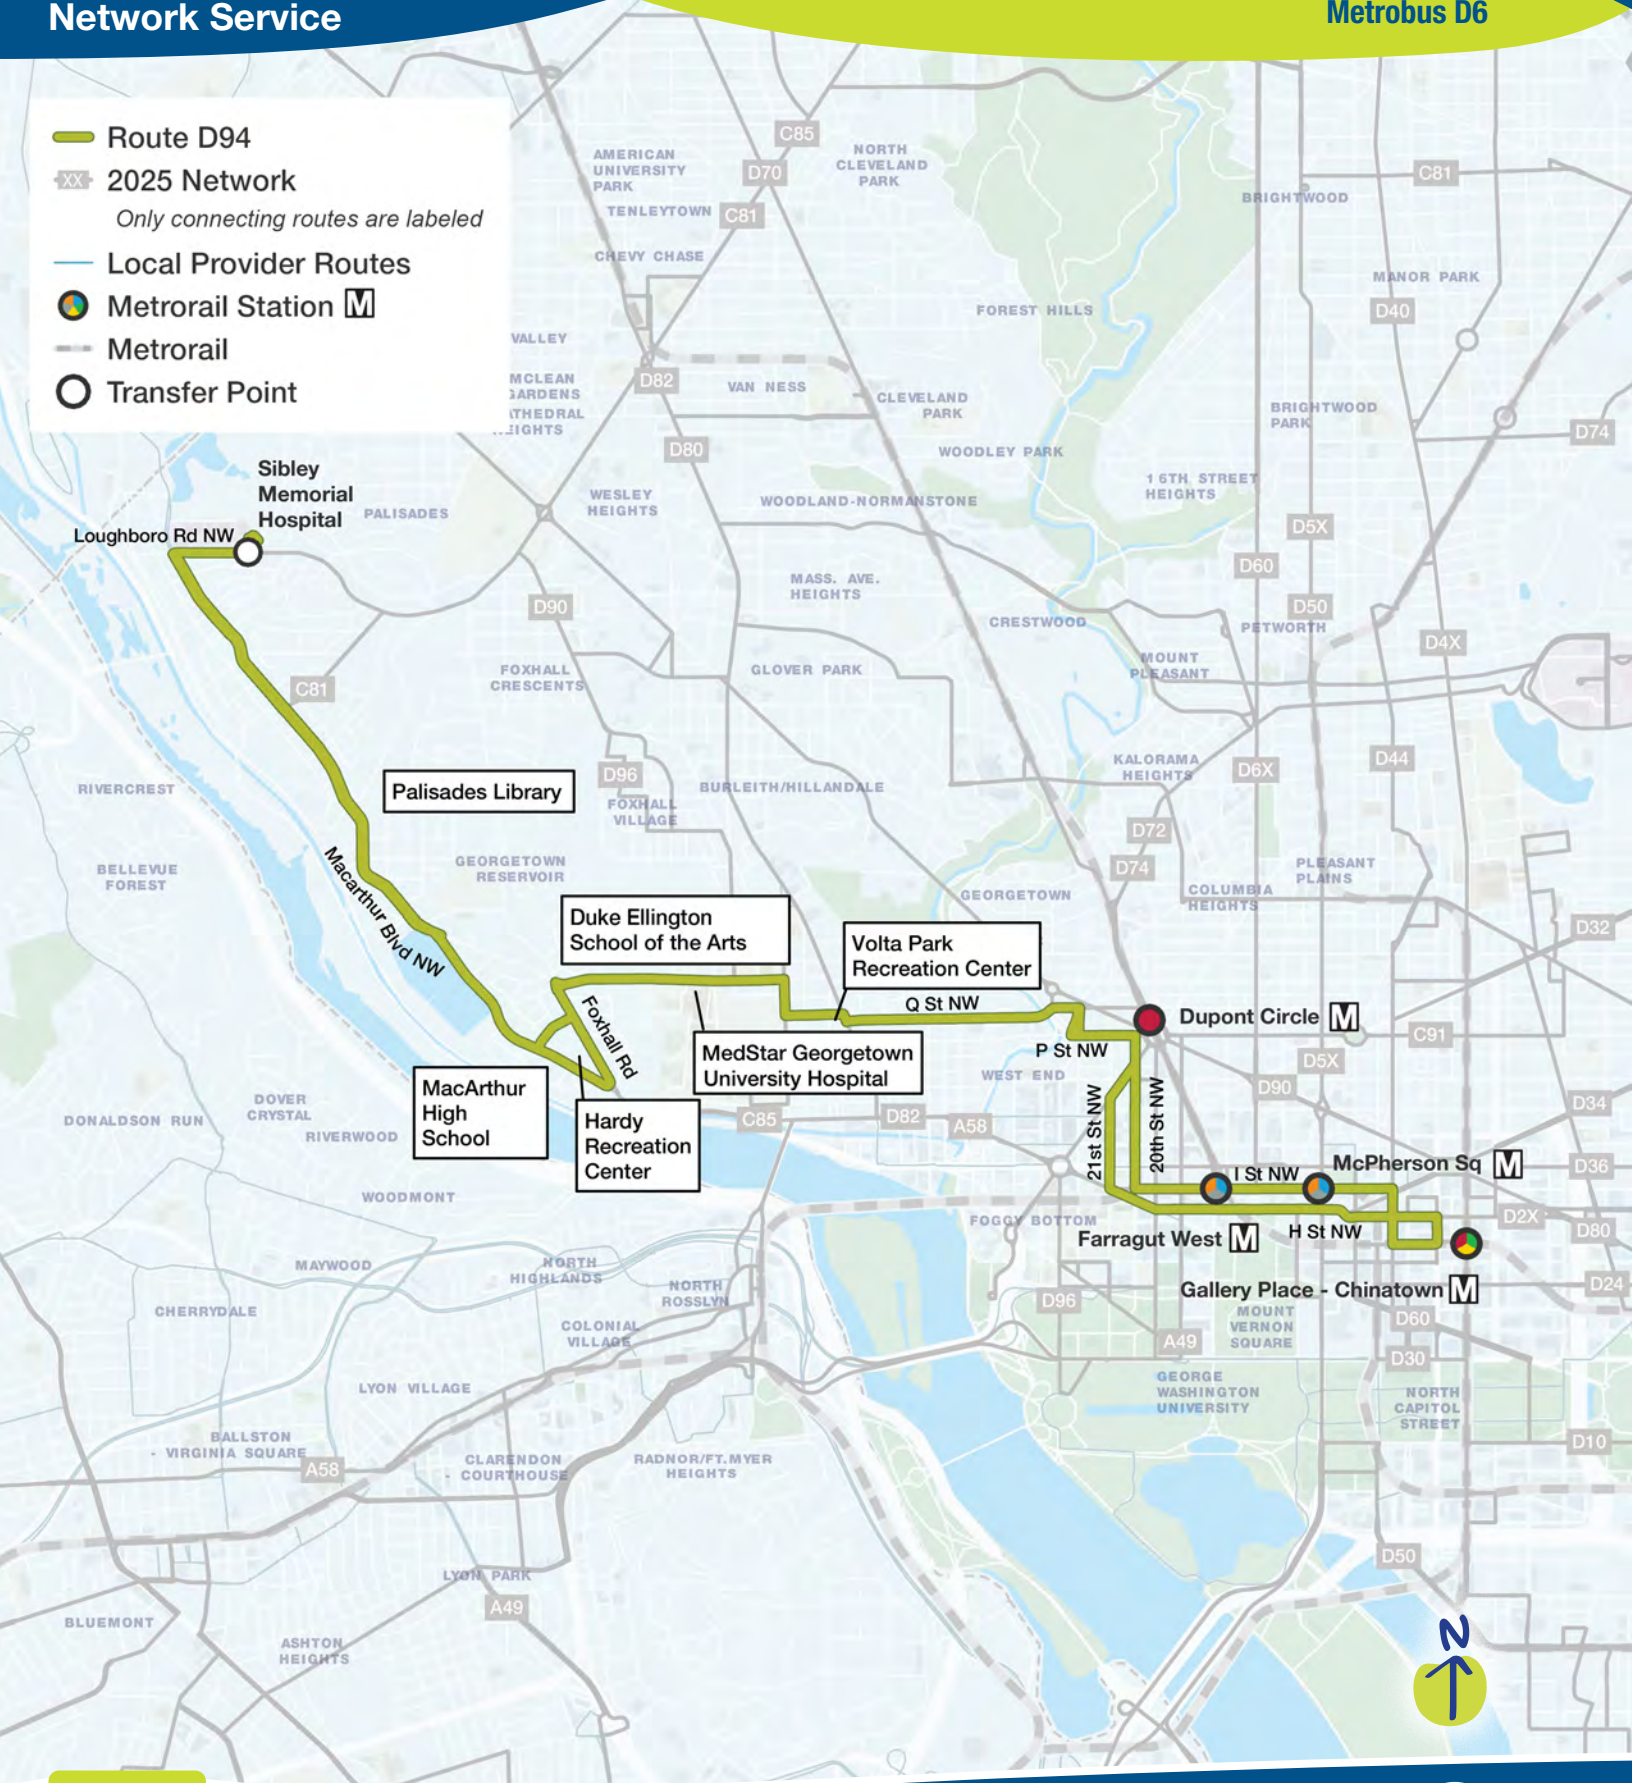 Network Service
Metrobus D6
Route D94
XX 2025 Network
Only connecting routes are labeled
Local Provider Routes
Metrorail Station M
Metrorail
Transfer Point
C85
AMERICAN
UNIVERSITY
PARK
NORTH
CLEVELAND
PARK
D70
C81
BRIGHTWOOD
TENLEYTOWN
C81
CHEVY CHASE
MANOR PARK
FOREST HILLS
D40
VALLEY
MCLEAN
GARDENS
ATHEDRAL
EIGHTS
D82
VAN NESS
CLEVELAND
PARK
BRIGHTWOOD
PARK
D74
D80
WOODLEY PARK
Sibley
Memorial
Hospital
PALISADES
WESLEY
HEIGHTS
WOODLAND-NORMANSTONE
16TH STREET
HEIGHTS
D5X
Loughboro Rd NW
D60
MASS. AVE.
HEIGHTS
D90
D50
CRESTWOOD
PETWORTH
D4X
FOXHALL
CRESCENTS
GLOVER PARK
MOUNT
PLEASANT
C81
KALORAMA
HEIGHTS
D6X
D44
RIVERCREST
Palisades Library
D96
BURLEITH/HILLANDALE
FOXHALL
VILLAGE
D72
BELLEVUE
FOREST
Macarthur Blvd NW
GEORGETOWN
RESERVOIR
D74
PLEASANT
PLAINS
COLUMBIA
HEIGHTS
GEORGETOWN
Duke Ellington
School of the Arts
Volta Park
Recreation Center
D32
Q St NW
Foxhall Rd
Dupont Circle M
C91
P St NW
MedStar Georgetown
University Hospital
WEST END
D5X
D90
MacArthur
High
School
Hardy
Recreation
Center
DOVER
CRYSTAL
DONALDSON RUN
RIVERWOOD
C85
D82
A58
21st St NW
20th St NW
D34
McPherson Sq M
I St NW
D36
WOODMONT
FOGGY BOTTOM
D2X
D80
Farragut West M
H St NW
MAYWOOD
NORTH
HIGHLANDS
NORTH
ROSSLYN
D24
Gallery Place - Chinatown M
D96
CHERRYDALE
COLONIAL
VILLAGE
MOUNT
VERNON
SQUARE
D60
A49
D30
LYON VILLAGE
GEORGE
WASHINGTON
UNIVERSITY
NORTH
CAPITOL
STREET
BALLSTON
- VIRGINIA SQUARE
A58
CLARENDON
- COURTHOUSE
RADNOR/FT.MYER
HEIGHTS
D10
D50
LYON PARK
A49
BLUEMONT
ASHTON
HEIGHTS
N